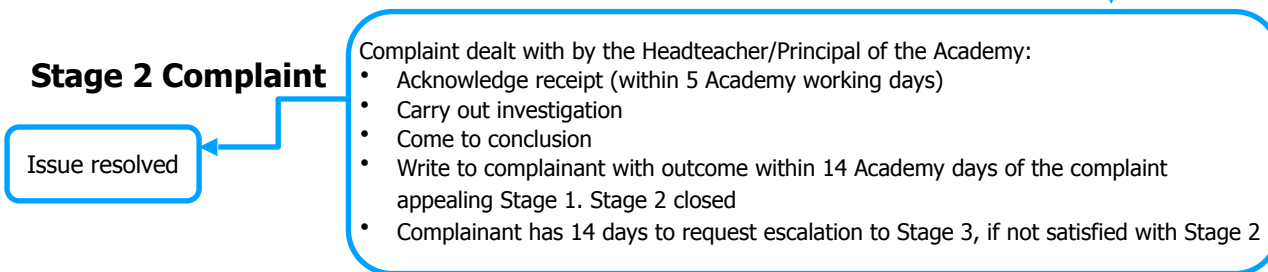 Stage 2 Complaint
Issue resolved
Complaint dealt with by the Headteacher/Principal of the Academy:
• Acknowledge receipt (within 5 Academy working days)
• Carry out investigation
• Come to conclusion
• Write to complainant with outcome within 14 Academy days of the complaint
appealing Stage 1. Stage 2 closed
• Complainant has 14 days to request escalation to Stage 3, if not satisfied with Stage 2